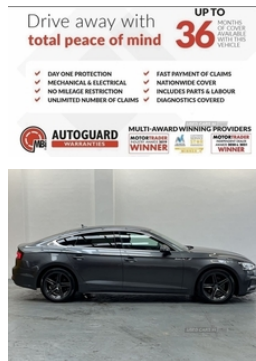 Drive away with
total peace of mind
UP TO
36
MONTHS
OF COVER
AVAILABLE
WITH THIS
VEHICLE
DAY ONE PROTECTION
MECHANICAL & ELECTRICAL
NO MILEAGE RESTRICTION
UNLIMITED NUMBER OF CLAIMS
FAST PAYMENT OF CLAIMS
NATIONWIDE COVER
INCLUDES PARTS & LABOUR
DIAGNOSTICS COVERED
MB
AUTOGUARD
WARRANTIES
MULTI-AWARD WINNING PROVIDERS
MOTORTRADER
WINNER
MOTORTRADER
WINNER